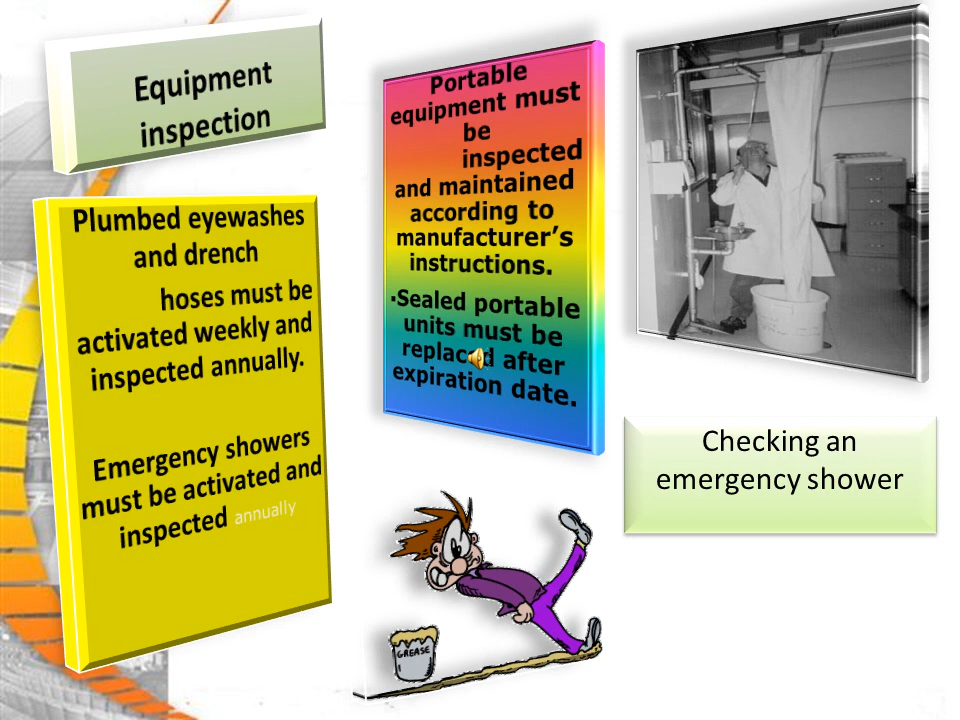 Equipment
inspection
Plumbed eyewashes
and drench
hoses must be
activated weekly and
inspected annually.
Emergency showers
must be activated and
inspected annually
Portable
equipment must
be
inspected
and maintained
according to
manufacturer's
instructions.
▪Sealed portable
units must be
replaced after
expiration date.
Checking an
emergency shower
GREASE